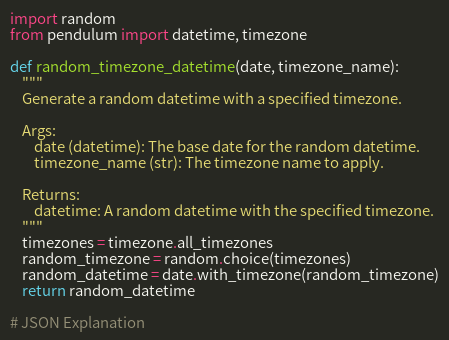 import random
from pendulum import datetime, timezone
def random_timezone_datetime(date, timezone_name):
"""
Generate a random datetime with a specified timezone.
Args:
date (datetime): The base date for the random datetime.
timezone_name (str): The timezone name to apply.
Returns:
datetime: A random datetime with the specified timezone.
"""
timezones = timezone.all_timezones
random_timezone = random.choice(timezones)
random_datetime = date.with_timezone(random_timezone)
return random_datetime
# JSON Explanation